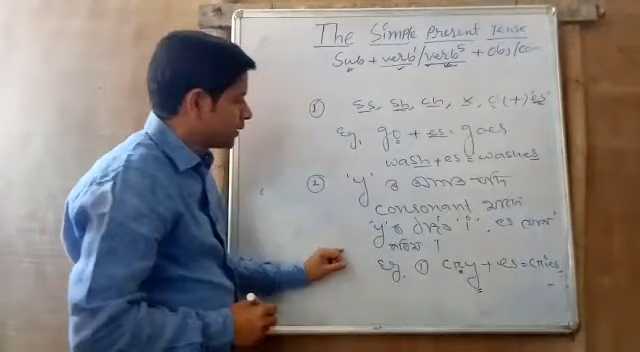 The Simple Present Tense
Sub + verb¹/verb⁵ + obj/com
① ss, sh, ch, x, o (+) 'es'
Eg, go + es = goes
wash + es = washes
② 'y' ৰ আগত যদি
consonant থাকে
'y' ৰ ঠাইত 'i', es যোগ
।
Eg, ① cry + es = cries,